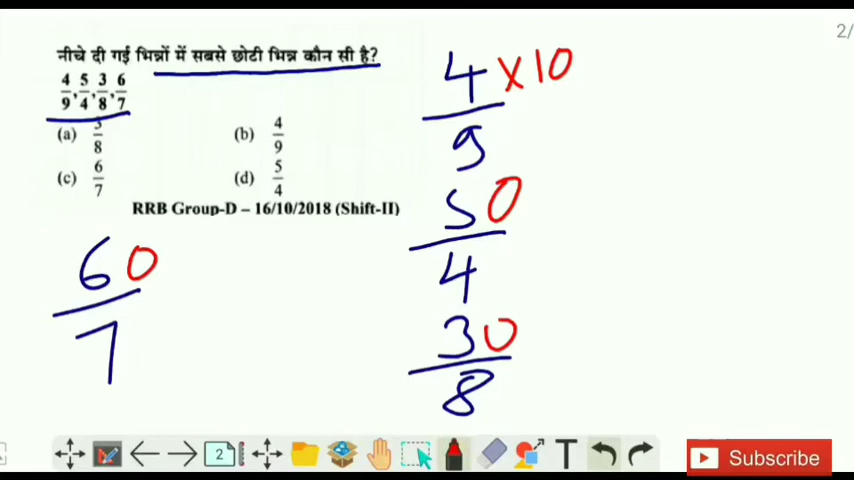 2/
नीचे दी गई भिन्नों में सबसे छोटी भिन्न कौन सी है?
4/9, 5/4, 3/8, 6/7
(a) 3/8 (b) 4/9
(c) 6/7 (d) 5/4
RRB Group-D – 16/10/2018 (Shift-II)
4×10
9
50
4
30
8
60
7
2
T
Subscribe